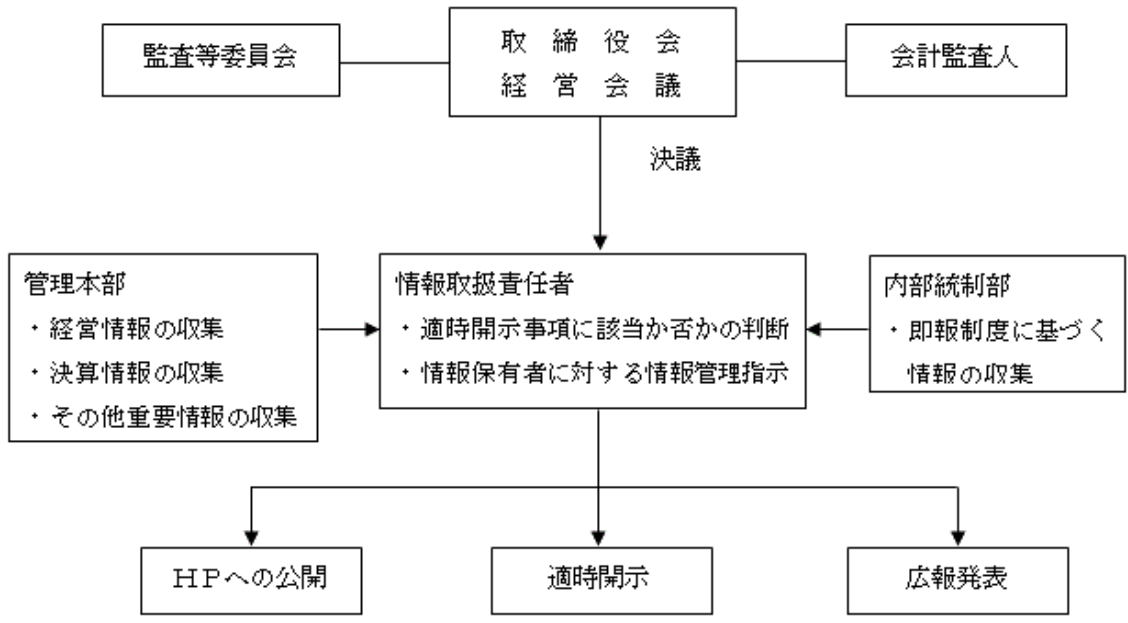 監査等委員会
取締役会
経営会議
会計監査人
決議
管理本部
・経営情報の収集
・決算情報の収集
・その他重要情報の収集
情報取扱責任者
・適時開示事項に該当か否かの判断
・情報保有者に対する情報管理指示
内部統制部
・即報制度に基づく
情報の収集
ＨＰへの公開
適時開示
広報発表